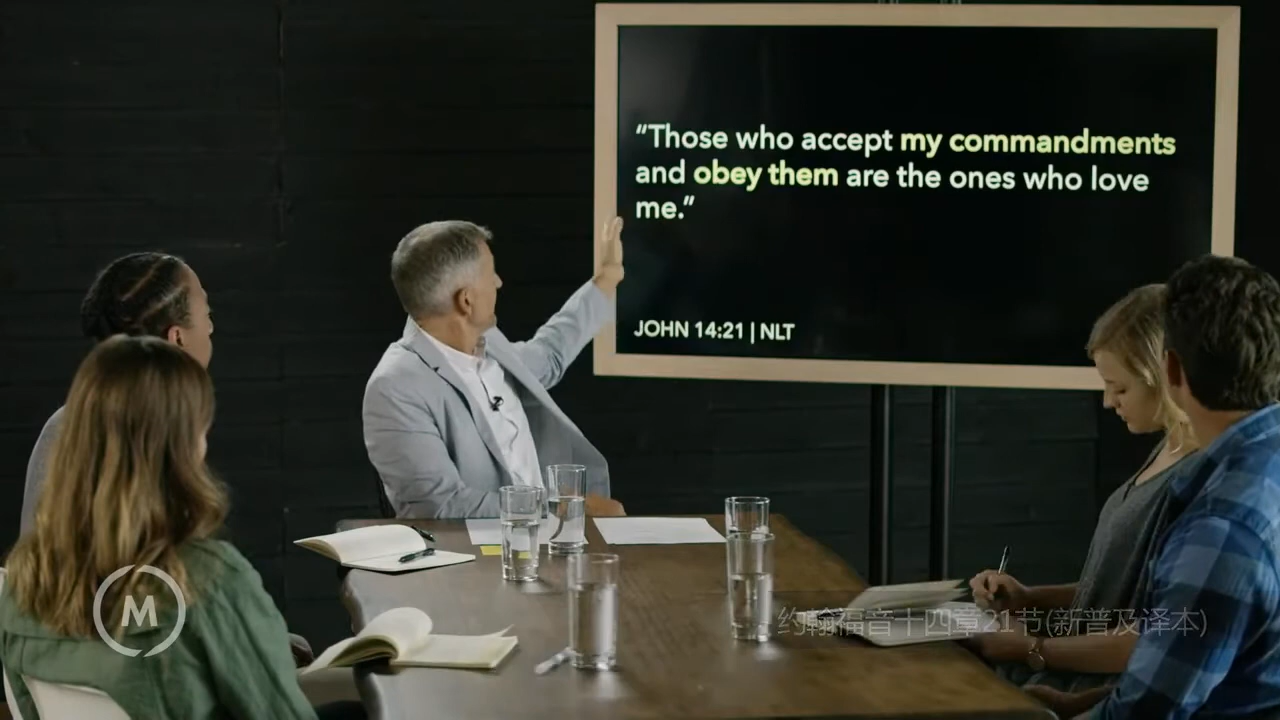 “Those who accept my commandments
and obey them are the ones who love
me.”
JOHN 14:21 | NLT
M
约翰福音十四章21节(新普及译本)